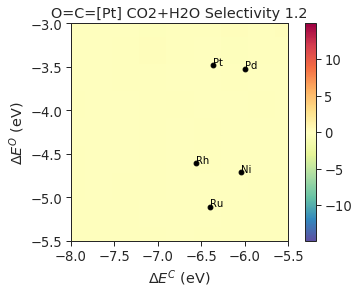 O=C=[Pt] CO2+H2O Selectivity 1.2
−3.0
−3.5
−4.0
−4.5
−5.0
−5.5
ΔE^O (eV)
Pt
Pd
Rh
Ni
Ru
−8.0 −7.5 −7.0 −6.5 −6.0 −5.5
ΔE^C (eV)
10
5
0
−5
−10